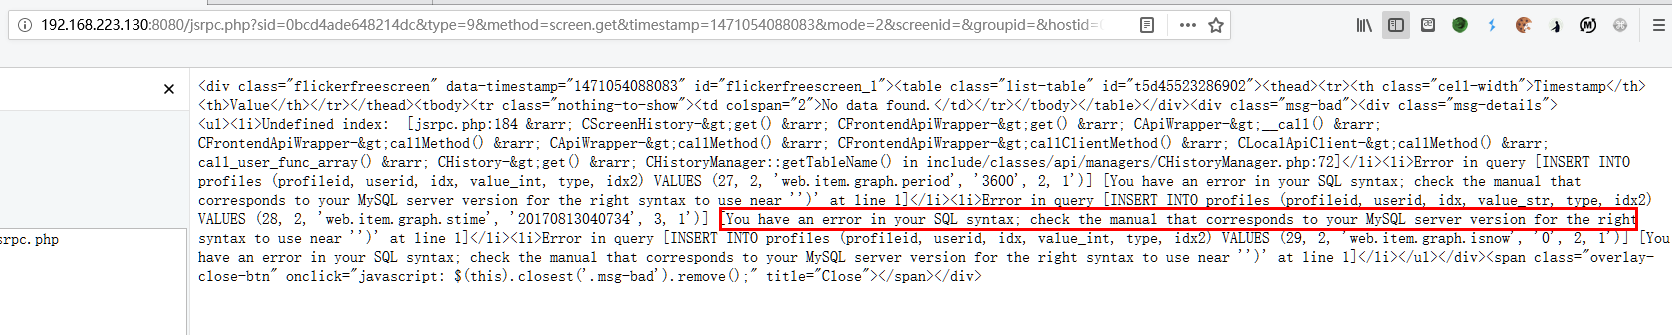 192.168.223.130:8080/jsrpc.php?sid=0bcd4ade648214dc&type=9&method=screen.get&timestamp=1471054088083&mode=2&screenid=&groupid=&hostid=
<div class="flickerfreescreen" data-timestamp="1471054088083" id="flickerfreescreen_1"><table class="list-table" id="t5d45523286902"><thead><tr><th class="cell-width">Timestamp</th>
<th>Value</th></tr></thead><tbody><tr class="nothing-to-show"><td colspan="2">No data found.</td></tr></tbody></table></div><div class="msg-bad"><div class="msg-details">
<ul><li>Undefined index:  [jsrpc.php:184 &rarr; CScreenHistory-&gt;get() &rarr; CFrontendApiWrapper-&gt;get() &rarr; CApiWrapper-&gt;__call() &rarr;
CFrontendApiWrapper-&gt;callMethod() &rarr; CApiWrapper-&gt;callMethod() &rarr; CFrontendApiWrapper-&gt;callClientMethod() &rarr; CLocalApiClient-&gt;callMethod() &rarr;
call_user_func_array() &rarr; CHistory-&gt;get() &rarr; CHistoryManager::getTableName() in include/classes/api/managers/CHistoryManager.php:72]</li><li>Error in query [INSERT INTO
profiles (profileid, userid, idx, value_int, type, idx2) VALUES (27, 2, 'web.item.graph.period', '3600', 2, 1')] [You have an error in your SQL syntax; check the manual that
corresponds to your MySQL server version for the right syntax to use near '')' at line 1]</li><li>Error in query [INSERT INTO profiles (profileid, userid, idx, value_str, type, idx2)
VALUES (28, 2, 'web.item.graph.stime', '20170813040734', 3, 1')] [You have an error in your SQL syntax; check the manual that corresponds to your MySQL server version for the right
srpc.php
syntax to use near '')' at line 1]</li><li>Error in query [INSERT INTO profiles (profileid, userid, idx, value_int, type, idx2) VALUES (29, 2, 'web.item.graph.isnow', '0', 2, 1')] [You
have an error in your SQL syntax; check the manual that corresponds to your MySQL server version for the right syntax to use near '')' at line 1]</li></ul></div><span class="overlay-
close-btn" onclick="javascript: $(this).closest('.msg-bad').remove();" title="Close"></span></div>